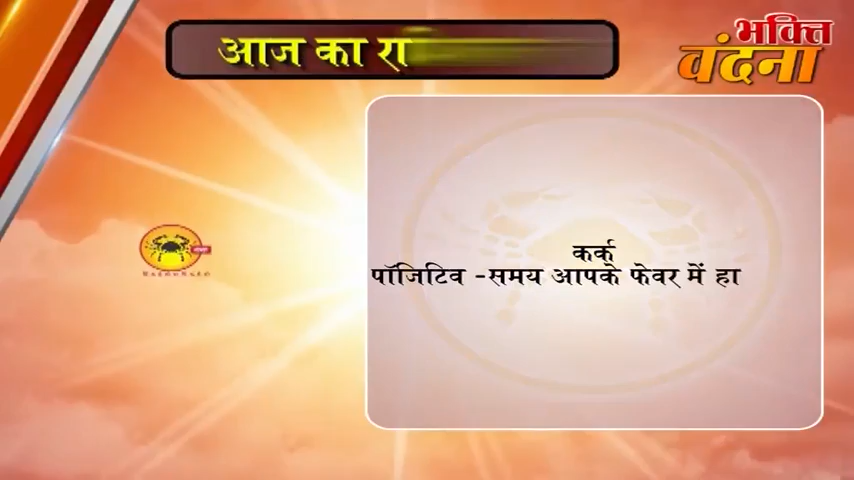 आज का रा
भक्ति
वंदना
कर्क
पॉजिटिव -समय आपके फेवर में हा